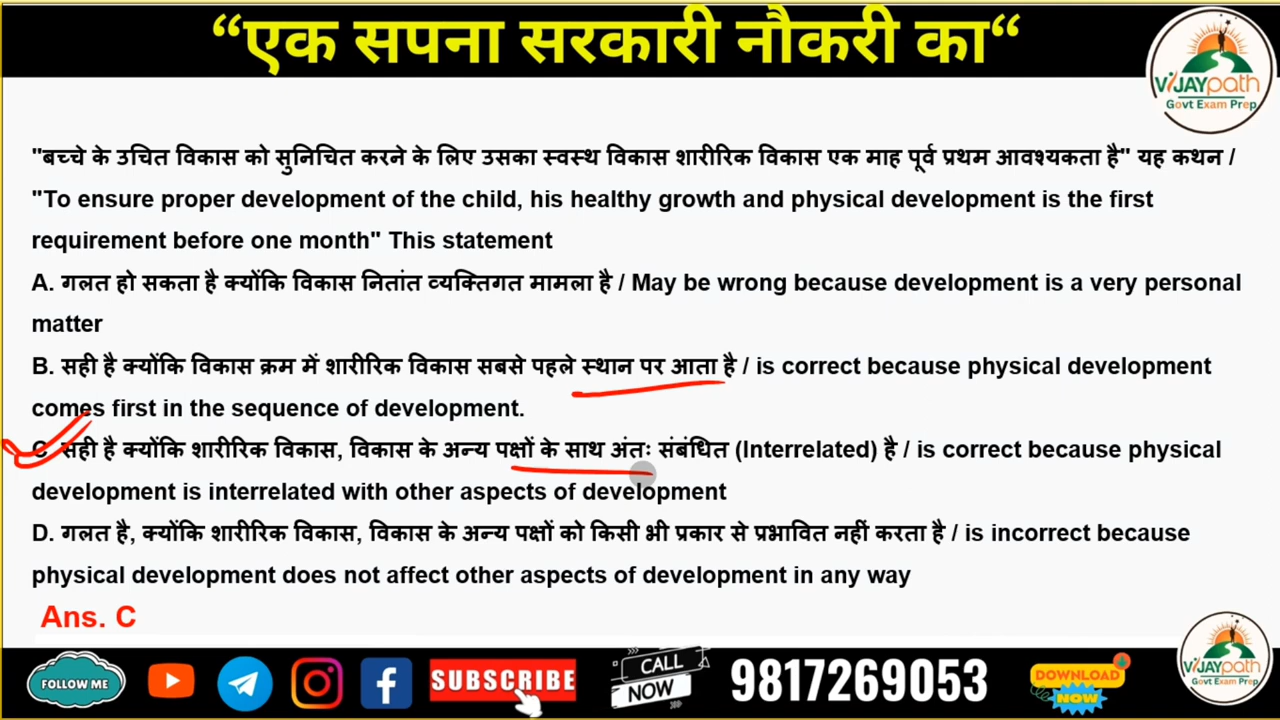 “एक सपना सरकारी नौकरी का“
VIJAYpath
Govt Exam Prep
"बच्चे के उचित विकास को सुनिचित करने के लिए उसका स्वस्थ विकास शारीरिक विकास एक माह पूर्व प्रथम आवश्यकता है" यह कथन /
"To ensure proper development of the child, his healthy growth and physical development is the first
requirement before one month" This statement
A. गलत हो सकता है क्योंकि विकास नितांत व्यक्तिगत मामला है / May be wrong because development is a very personal
matter
B. सही है क्योंकि विकास क्रम में शारीरिक विकास सबसे पहले स्थान पर आता है / is correct because physical development
comes first in the sequence of development.
C. सही है क्योंकि शारीरिक विकास, विकास के अन्य पक्षों के साथ अंतः संबंधित (Interrelated) है / is correct because physical
development is interrelated with other aspects of development
D. गलत है, क्योंकि शारीरिक विकास, विकास के अन्य पक्षों को किसी भी प्रकार से प्रभावित नहीं करता है / is incorrect because
physical development does not affect other aspects of development in any way
Ans. C
FOLLOW ME
SUBSCRIBE
CALL
NOW
9817269053
DOWNLOAD
NOW
VIJAYpath
Govt Exam Prep